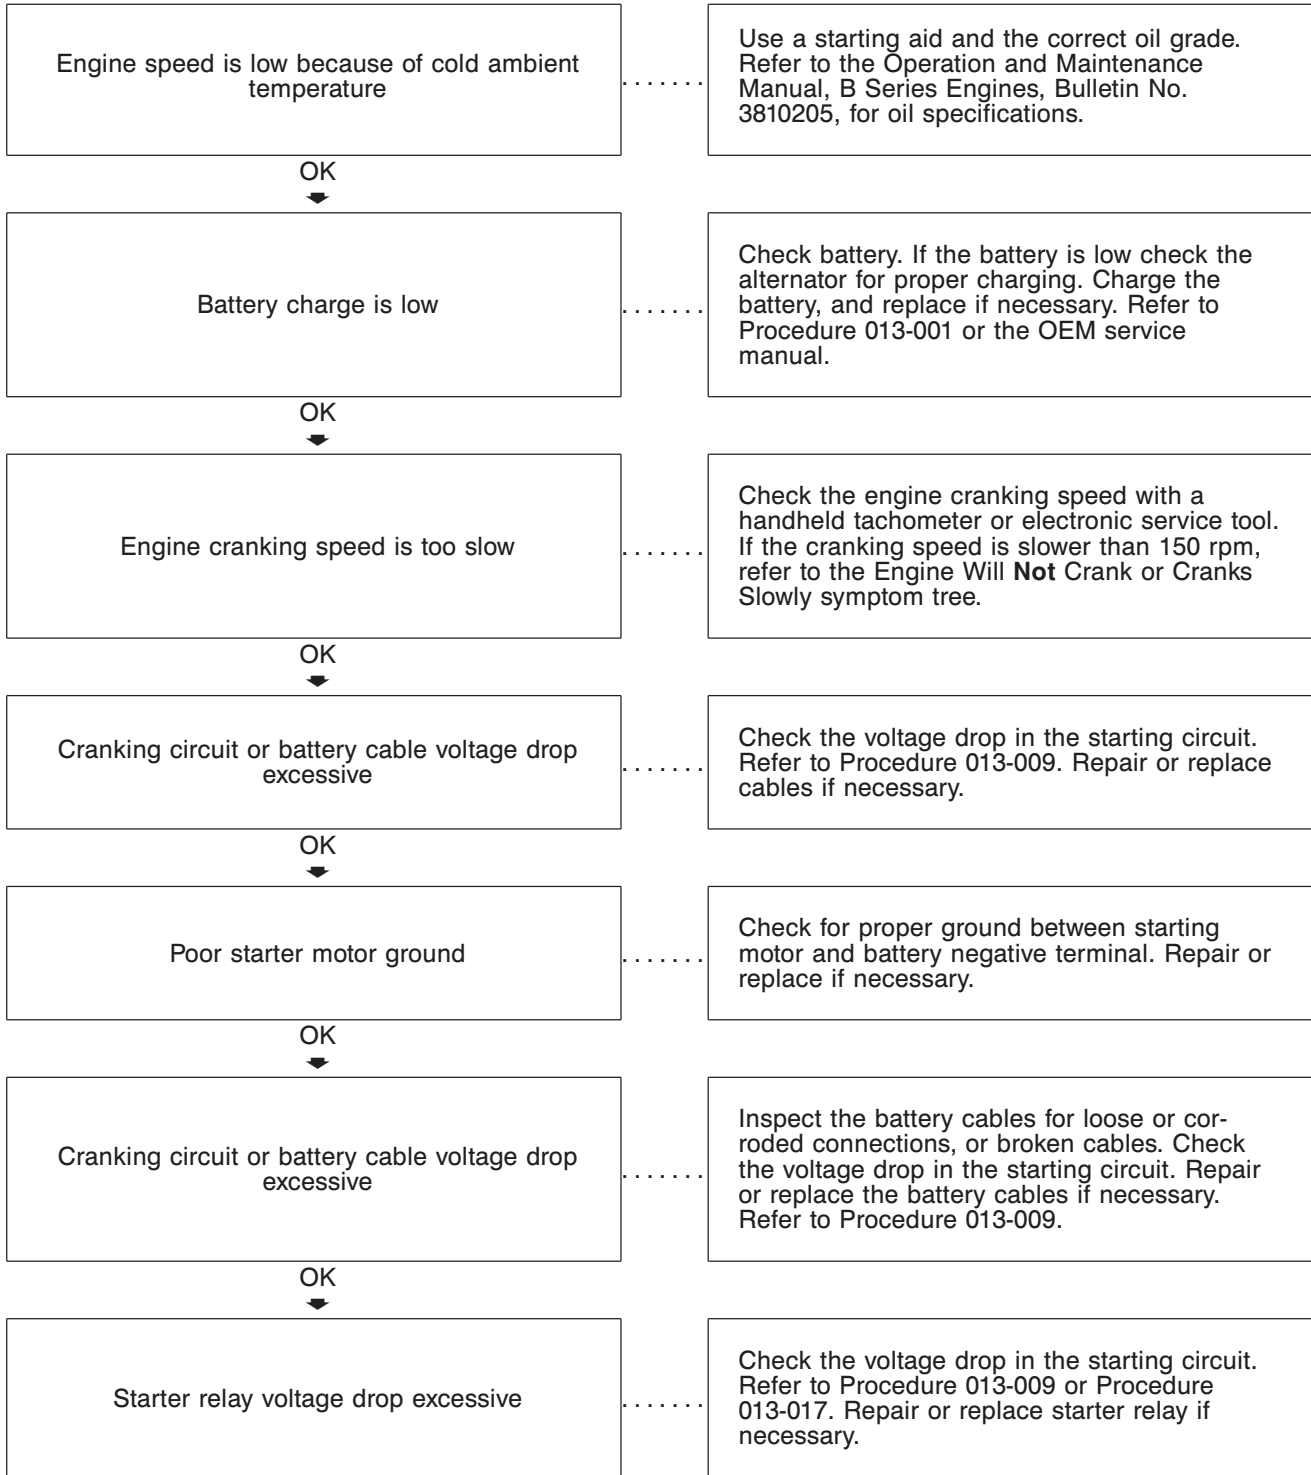 Engine speed is low because of cold ambient
temperature
. . . . . . .
Use a starting aid and the correct oil grade.
Refer to the Operation and Maintenance
Manual, B Series Engines, Bulletin No.
3810205, for oil specifications.
OK
Battery charge is low
. . . . . . .
Check battery. If the battery is low check the
alternator for proper charging. Charge the
battery, and replace if necessary. Refer to
Procedure 013-001 or the OEM service
manual.
OK
Engine cranking speed is too slow
. . . . . . .
Check the engine cranking speed with a
handheld tachometer or electronic service tool.
If the cranking speed is slower than 150 rpm,
refer to the Engine Will Not Crank or Cranks
Slowly symptom tree.
OK
Cranking circuit or battery cable voltage drop
excessive
. . . . . . .
Check the voltage drop in the starting circuit.
Refer to Procedure 013-009. Repair or replace
cables if necessary.
OK
Poor starter motor ground
. . . . . . .
Check for proper ground between starting
motor and battery negative terminal. Repair or
replace if necessary.
OK
Cranking circuit or battery cable voltage drop
excessive
. . . . . . .
Inspect the battery cables for loose or cor-
roded connections, or broken cables. Check
the voltage drop in the starting circuit. Repair
or replace the battery cables if necessary.
Refer to Procedure 013-009.
OK
Starter relay voltage drop excessive
. . . . . . .
Check the voltage drop in the starting circuit.
Refer to Procedure 013-009 or Procedure
013-017. Repair or replace starter relay if
necessary.